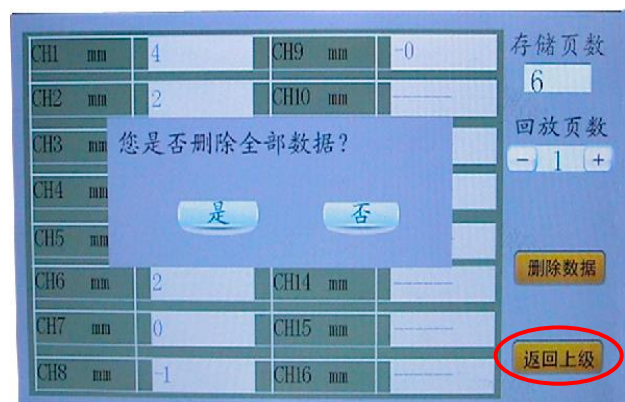 CH1 mm 4 CH9 mm -0
存储页数
6
CH2 mm 2 CH10 mm ------
回放页数
- 1 +
CH3 mm
您是否删除全部数据?
CH4 mm
是 否
CH5 mm
删除数据
CH6 mm 2 CH14 mm ------
CH7 mm 0 CH15 mm ------
返回上级
CH8 mm -1 CH16 mm ------